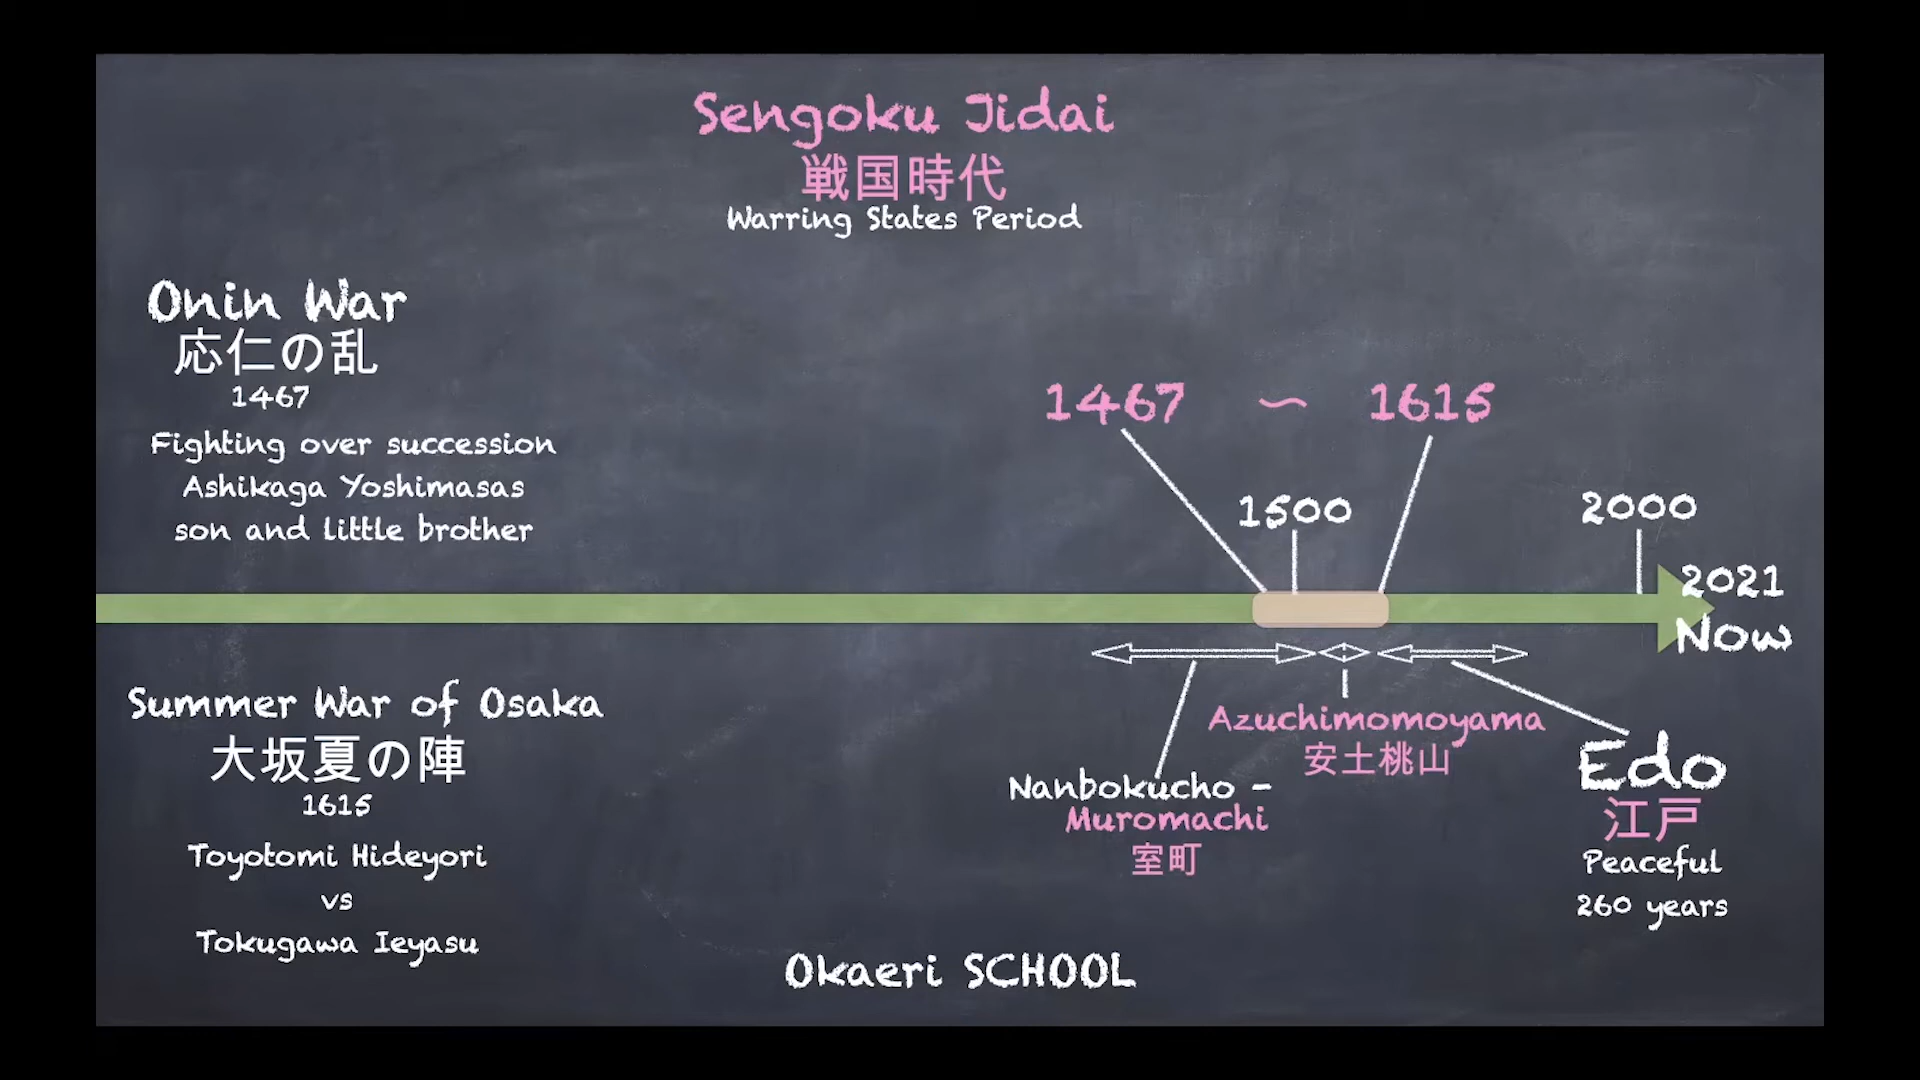 Sengoku Jidai
戦国時代
Warring States Period
Onin War
応仁の乱
1467
Fighting over succession
Ashikaga Yoshimasas
son and little brother
1467 ~ 1615
1500
2000
2021
Now
Summer War of Osaka
大坂夏の陣
1615
Toyotomi Hideyori
vs
Tokugawa Ieyasu
Nanbokucho -
Muromachi
室町
Azuchimomoyama
安土桃山
Edo
江戸
Peaceful
260 years
Okaeri SCHOOL